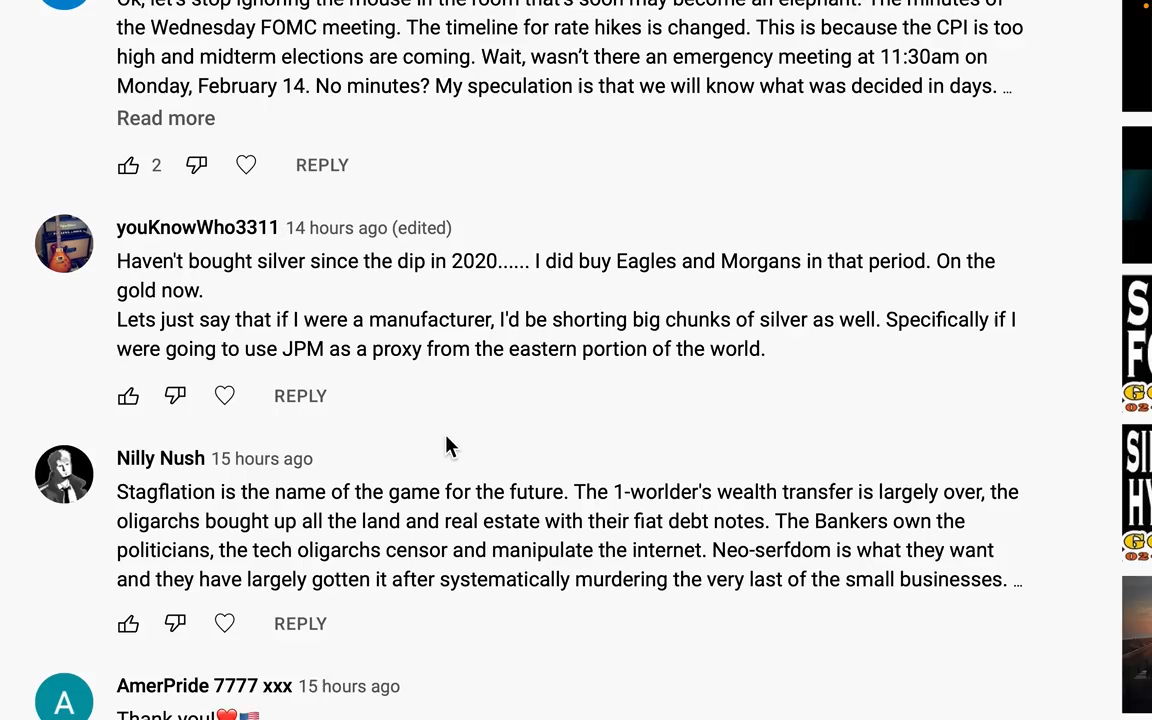 Ok, let's stop ignoring the mouse in the room that's soon may become an elephant. The minutes of
the Wednesday FOMC meeting. The timeline for rate hikes is changed. This is because the CPI is too
high and midterm elections are coming. Wait, wasn’t there an emergency meeting at 11:30am on
Monday, February 14. No minutes? My speculation is that we will know what was decided in days. ...
Read more
2 REPLY
youKnowWho3311 14 hours ago (edited)
Haven't bought silver since the dip in 2020...... I did buy Eagles and Morgans in that period. On the
gold now.
Lets just say that if I were a manufacturer, I'd be shorting big chunks of silver as well. Specifically if I
were going to use JPM as a proxy from the eastern portion of the world.
REPLY
Nilly Nush 15 hours ago
Stagflation is the name of the game for the future. The 1-worlder's wealth transfer is largely over, the
oligarchs bought up all the land and real estate with their fiat debt notes. The Bankers own the
politicians, the tech oligarchs censor and manipulate the internet. Neo-serfdom is what they want
and they have largely gotten it after systematically murdering the very last of the small businesses. ...
REPLY
A
AmerPride 7777 xxx 15 hours ago
Thank you!❤️🇺🇸